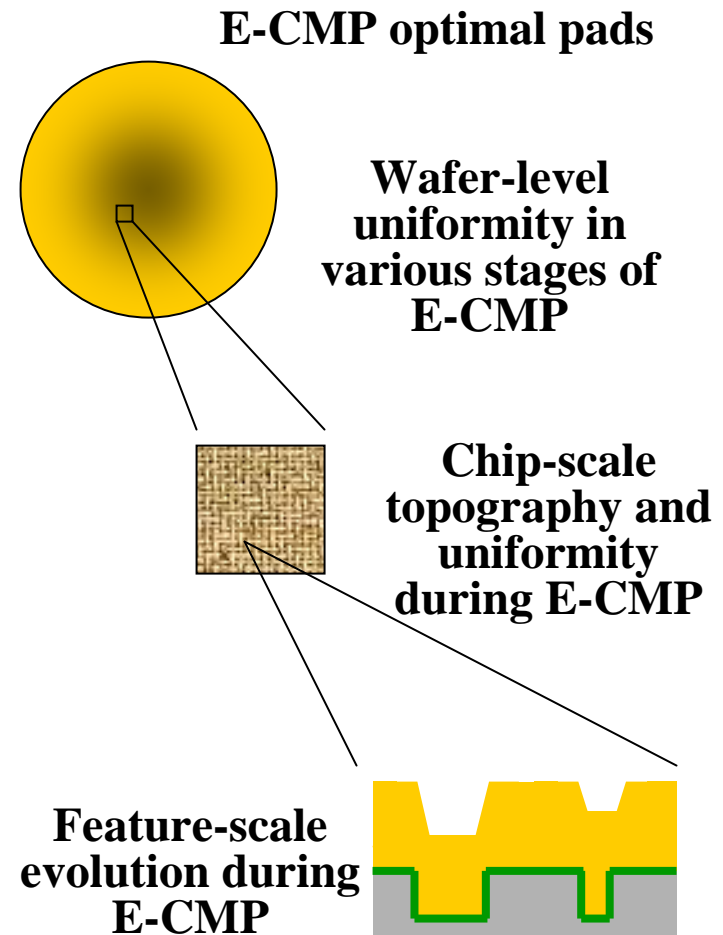 E-CMP optimal pads
Wafer-level
uniformity in
various stages of
E-CMP
Chip-scale
topography and
uniformity
during E-CMP
Feature-scale
evolution during
E-CMP